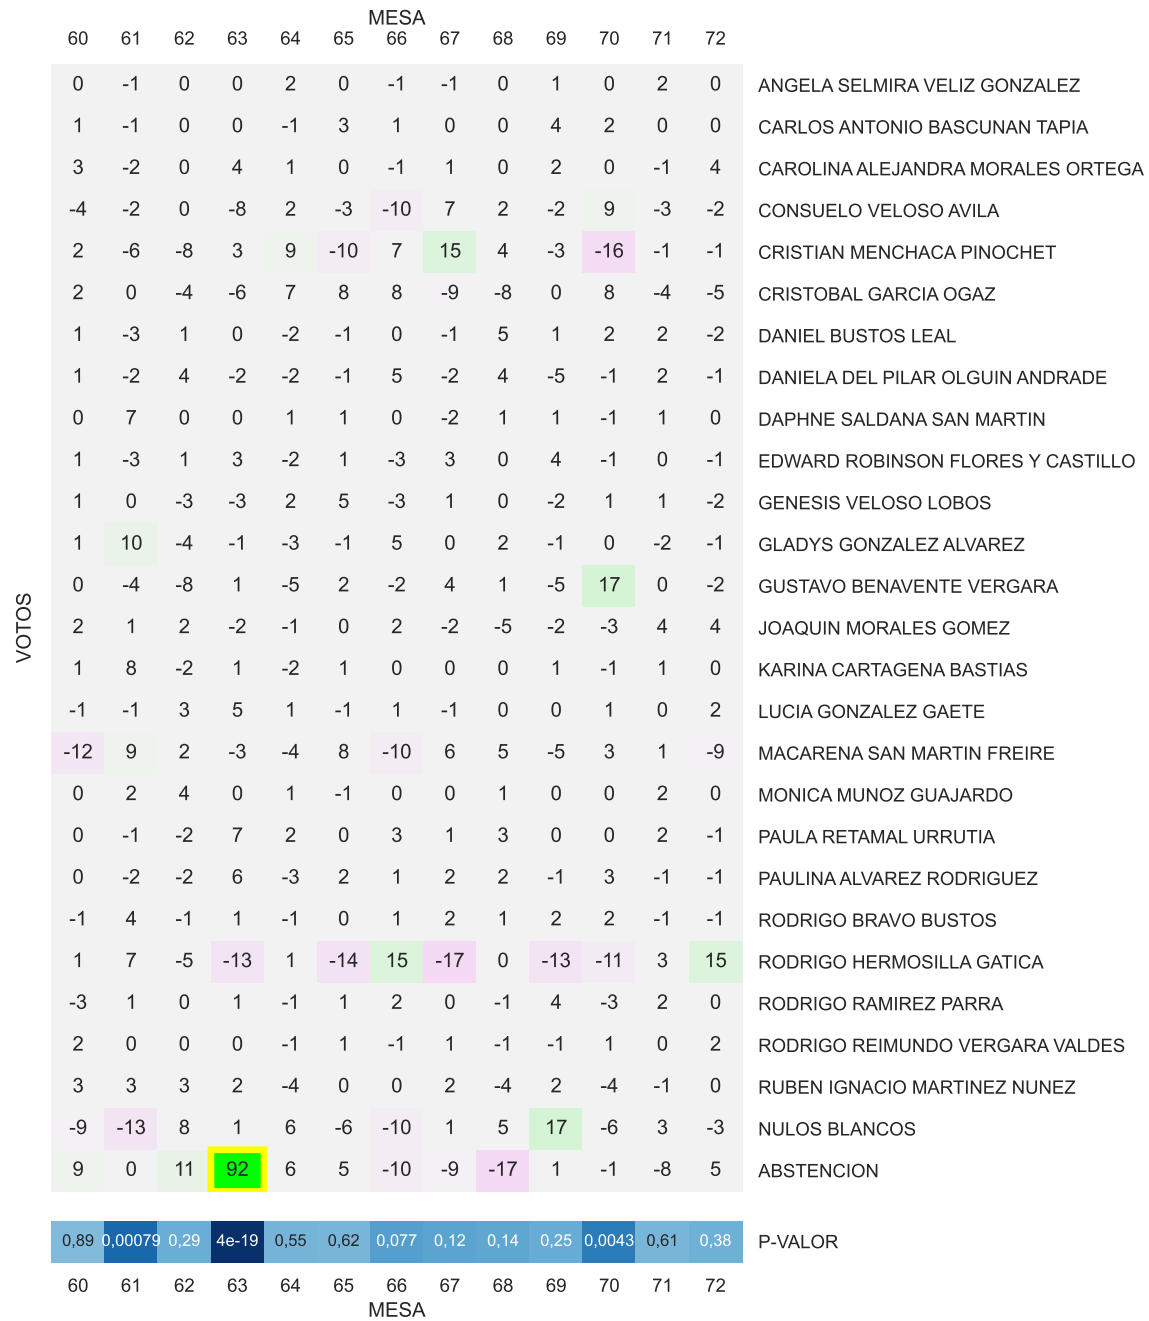 MESA
60 61 62 63 64 65 66 67 68 69 70 71 72
0 -1 0 0 2 0 -1 -1 0 1 0 2 0 ANGELA SELMIRA VELIZ GONZALEZ
1 -1 0 0 -1 3 1 0 0 4 2 0 0 CARLOS ANTONIO BASCUNAN TAPIA
3 -2 0 4 1 0 -1 1 0 2 0 -1 4 CAROLINA ALEJANDRA MORALES ORTEGA
-4 -2 0 -8 2 -3 -10 7 2 -2 9 -3 -2 CONSUELO VELOSO AVILA
2 -6 -8 3 9 -10 7 15 4 -3 -16 -1 -1 CRISTIAN MENCHACA PINOCHET
2 0 -4 -6 7 8 8 -9 -8 0 8 -4 -5 CRISTOBAL GARCIA OGAZ
1 -3 1 0 -2 -1 0 -1 5 1 2 2 -2 DANIEL BUSTOS LEAL
1 -2 4 -2 -2 -1 5 -2 4 -5 -1 2 -1 DANIELA DEL PILAR OLGUIN ANDRADE
0 7 0 0 1 1 0 -2 1 1 -1 1 0 DAPHNE SALDANA SAN MARTIN
1 -3 1 3 -2 1 -3 3 0 4 -1 0 -1 EDWARD ROBINSON FLORES Y CASTILLO
1 0 -3 -3 2 5 -3 1 0 -2 1 1 -2 GENESIS VELOSO LOBOS
1 10 -4 -1 -3 -1 5 0 2 -1 0 -2 -1 GLADYS GONZALEZ ALVAREZ
0 -4 -8 1 -5 2 -2 4 1 -5 17 0 -2 GUSTAVO BENAVENTE VERGARA
2 1 2 -2 -1 0 2 -2 -5 -2 -3 4 4 JOAQUIN MORALES GOMEZ
1 8 -2 1 -2 1 0 0 0 1 -1 1 0 KARINA CARTAGENA BASTIAS
-1 -1 3 5 1 -1 1 -1 0 0 1 0 2 LUCIA GONZALEZ GAETE
-12 9 2 -3 -4 8 -10 6 5 -5 3 1 -9 MACARENA SAN MARTIN FREIRE
0 2 4 0 1 -1 0 0 1 0 0 2 0 MONICA MUNOZ GUAJARDO
0 -1 -2 7 2 0 3 1 3 0 0 2 -1 PAULA RETAMAL URRUTIA
0 -2 -2 6 -3 2 1 2 2 -1 3 -1 -1 PAULINA ALVAREZ RODRIGUEZ
-1 4 -1 1 -1 0 1 2 1 2 2 -1 -1 RODRIGO BRAVO BUSTOS
1 7 -5 -13 1 -14 15 -17 0 -13 -11 3 15 RODRIGO HERMOSILLA GATICA
-3 1 0 1 -1 1 2 0 -1 4 -3 2 0 RODRIGO RAMIREZ PARRA
2 0 0 0 -1 1 -1 1 -1 -1 1 0 2 RODRIGO REIMUNDO VERGARA VALDES
3 3 3 2 -4 0 0 2 -4 2 -4 -1 0 RUBEN IGNACIO MARTINEZ NUNEZ
-9 -13 8 1 6 -6 -10 1 5 17 -6 3 -3 NULOS BLANCOS
9 0 11 92 6 5 -10 -9 -17 1 -1 -8 5 ABSTENCION
VOTOS
0,89 0,00079 0,29 4e-19 0,55 0,62 0,077 0,12 0,14 0,25 0,0043 0,61 0,38 P-VALOR
60 61 62 63 64 65 66 67 68 69 70 71 72
MESA